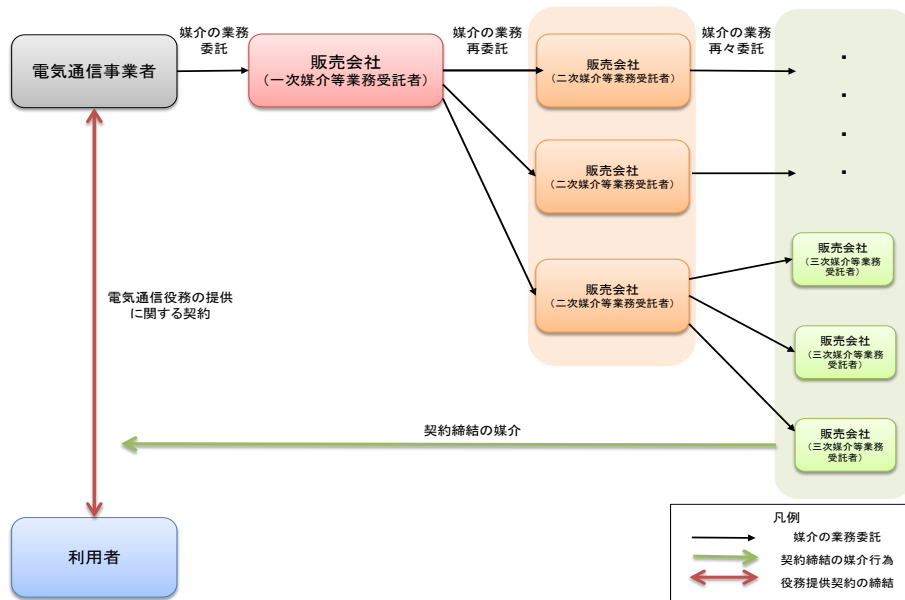 媒介の業務
委託
媒介の業務
再委託
媒介の業務
再々委託
電気通信事業者
販売会社
（一次媒介等業務受託者）
販売会社
（二次媒介等業務受託者）
・
・
・
・
販売会社
（二次媒介等業務受託者）
販売会社
（二次媒介等業務受託者）
販売会社
（三次媒介等業務
受託者）
販売会社
（三次媒介等業務
受託者）
販売会社
（三次媒介等業務
受託者）
電気通信役務の提供
に関する契約
契約締結の媒介
利用者
凡例
媒介の業務委託
契約締結の媒介行為
役務提供契約の締結